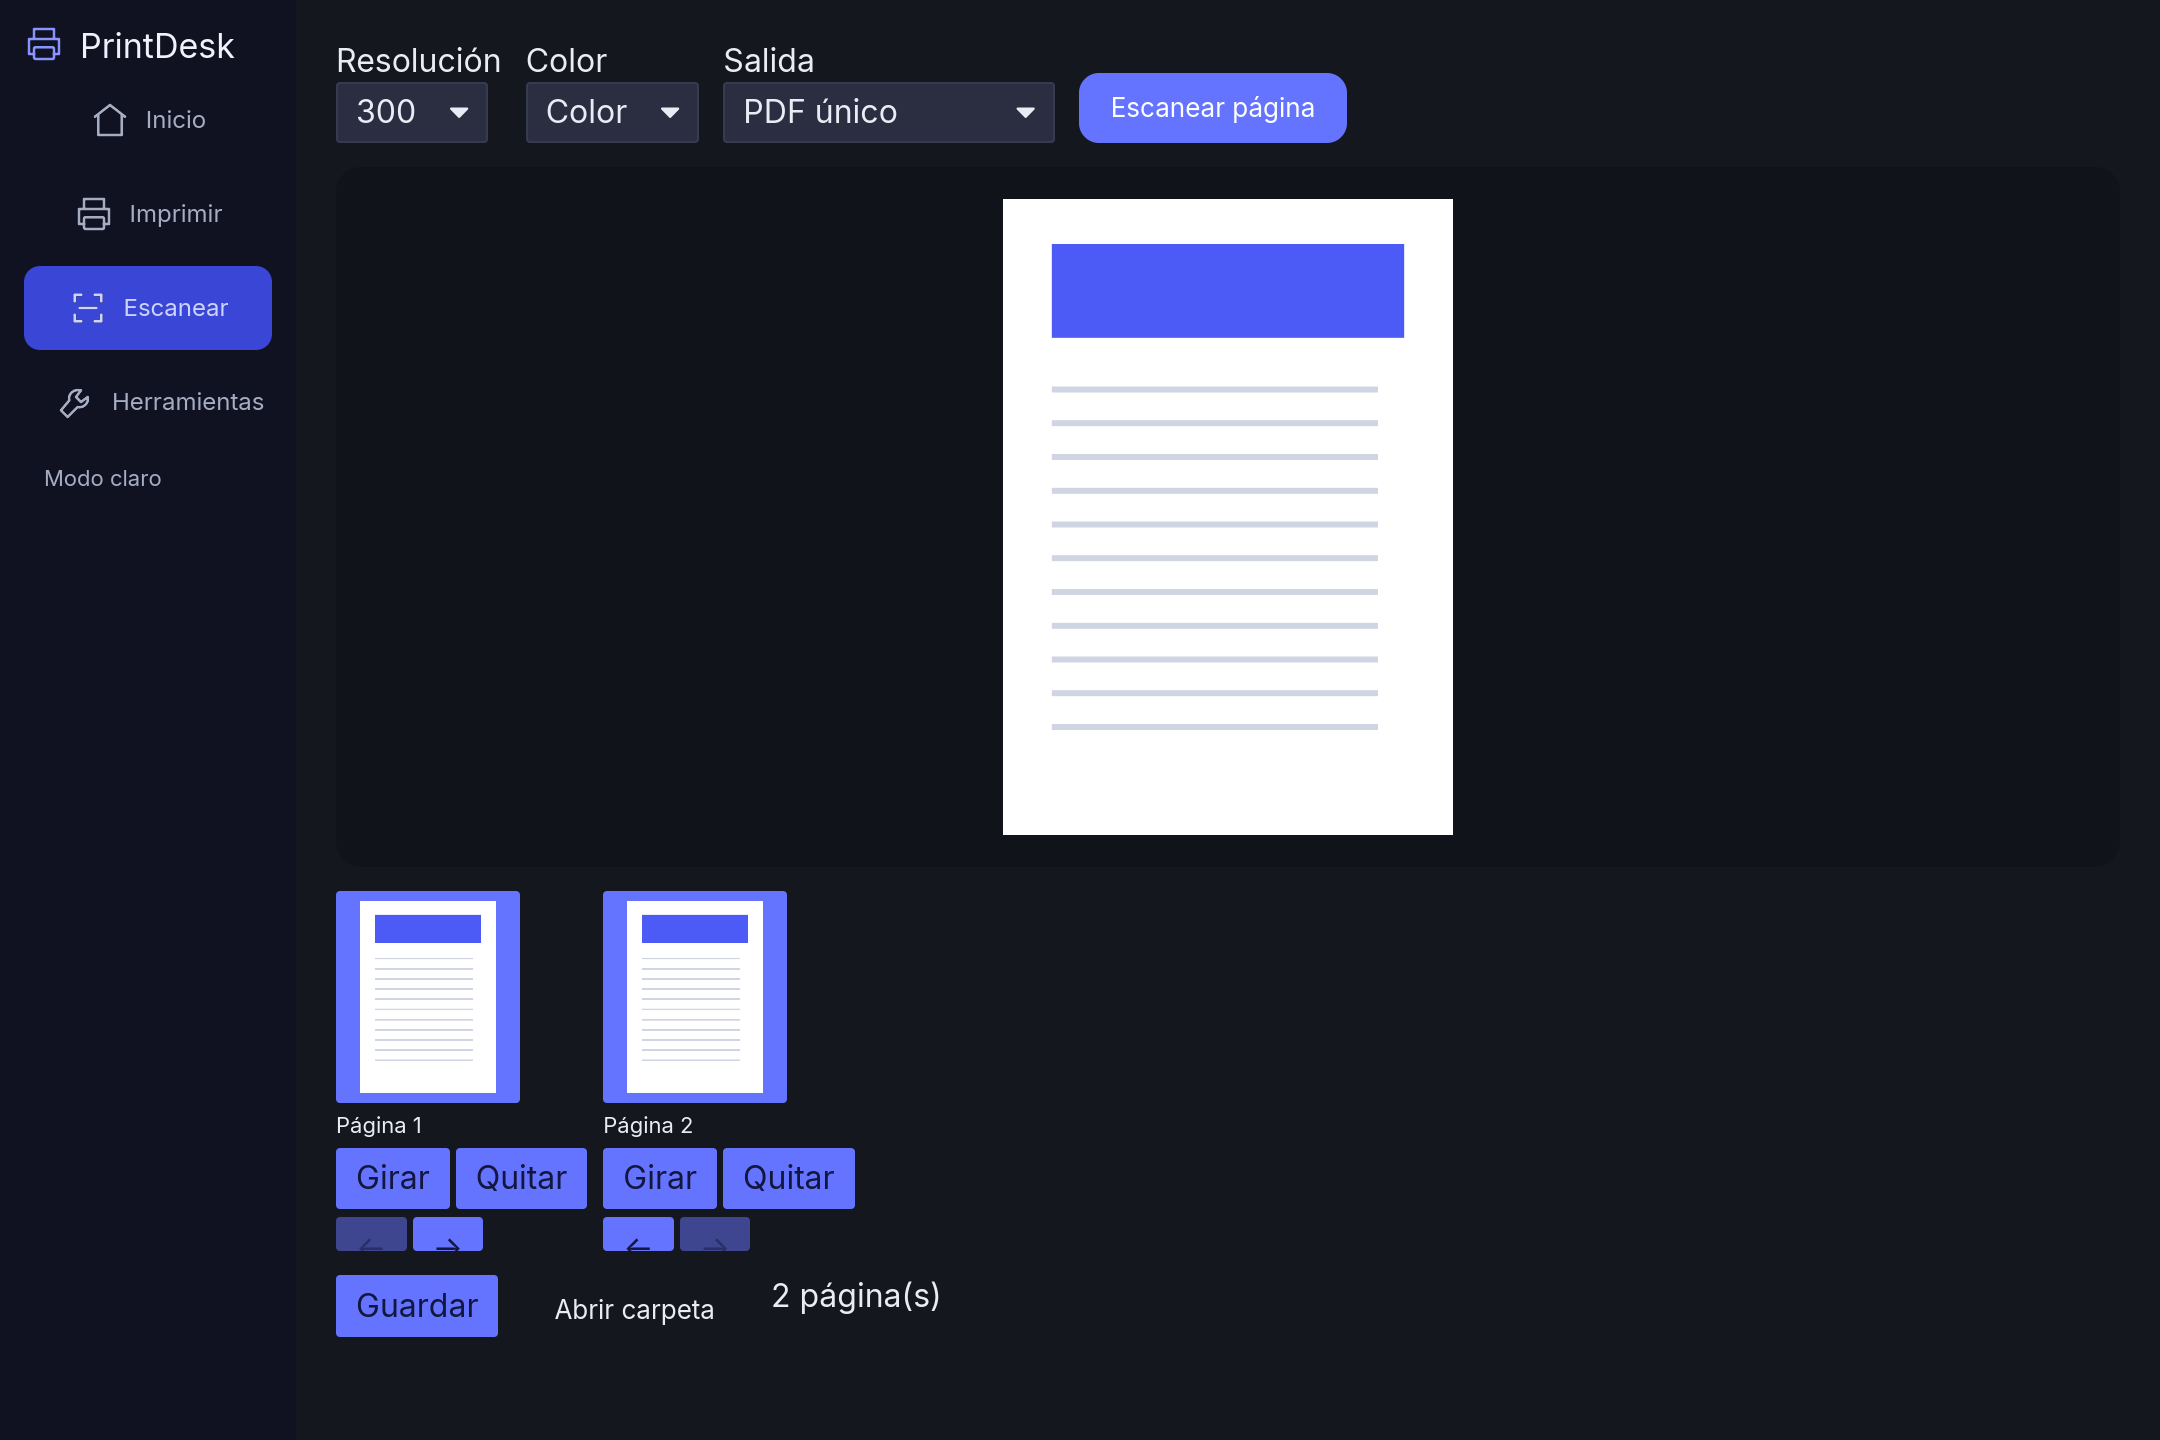 PrintDesk
Inicio
Imprimir
Escanear
Herramientas
Modo claro
Resolución Color Salida
300 Color PDF único Escanear página
Página 1 Página 2
Girar Quitar Girar Quitar
← → ← →
Guardar Abrir carpeta 2 página(s)